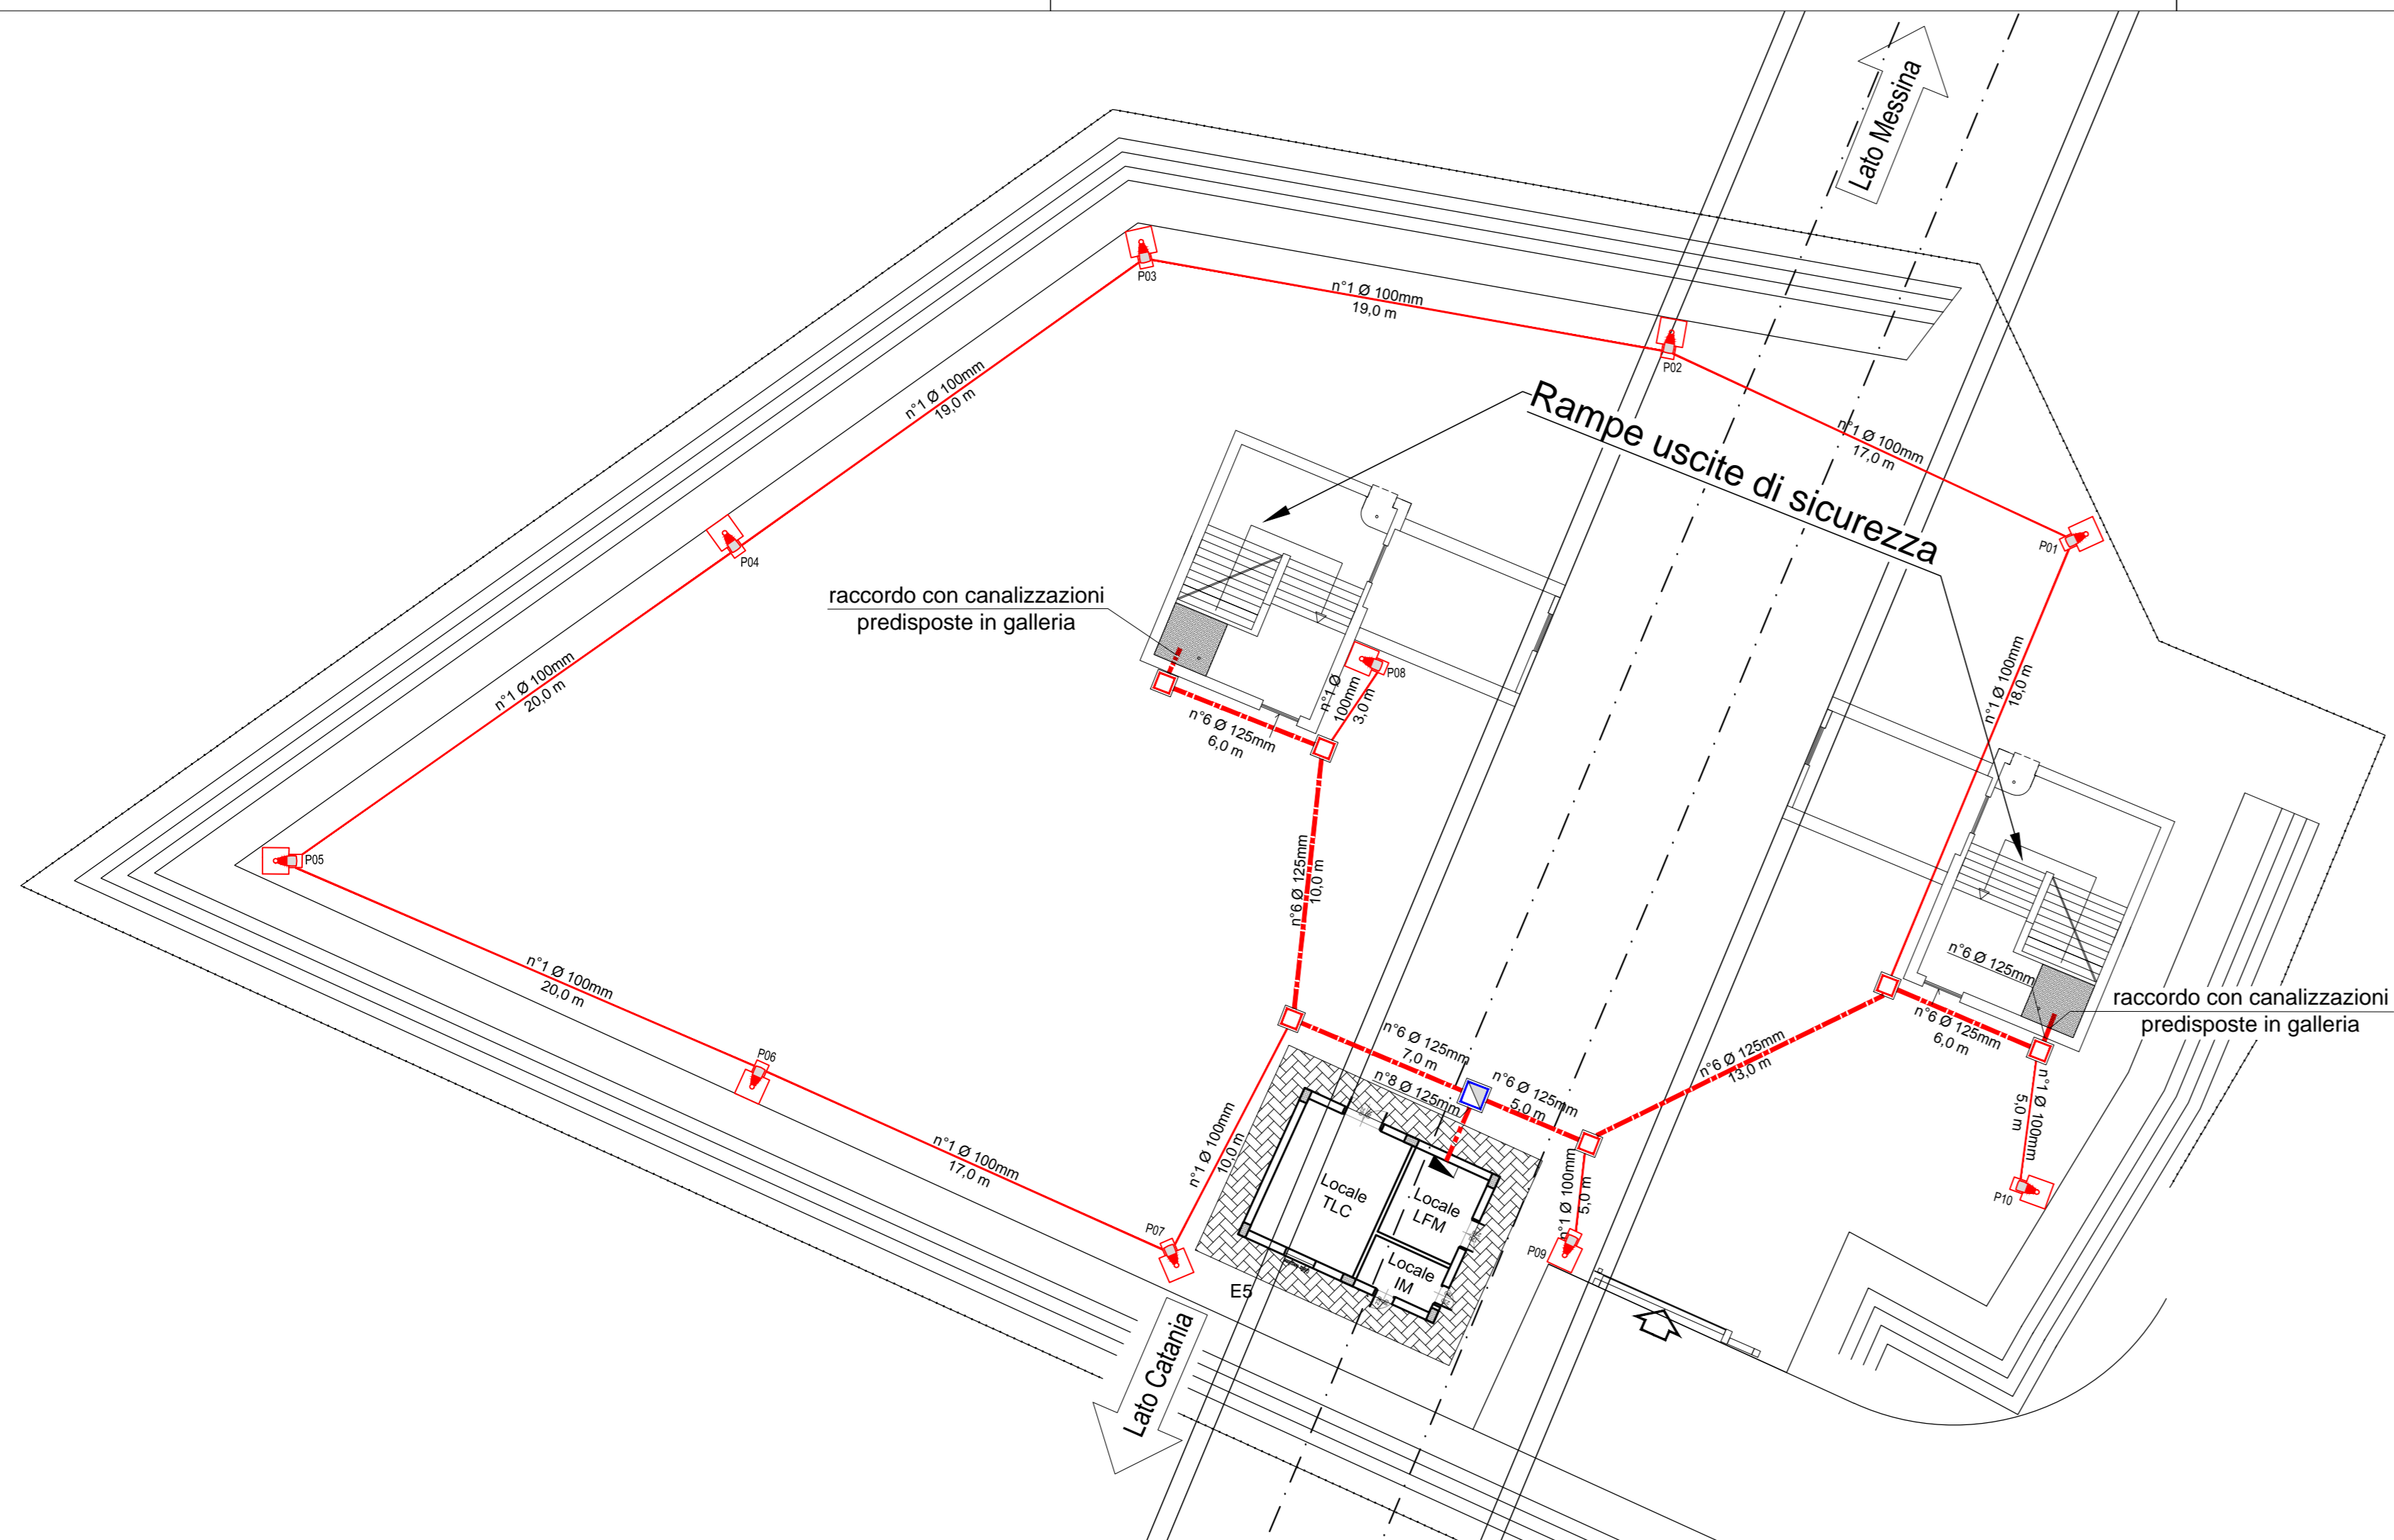 Lato Messina
P03
n°1 Ø 100mm
19,0 m
P02
n°1 Ø 100mm
19,0 m
Rampe uscite di sicurezza
n°1 Ø 100mm
17,0 m
P01
P04
raccordo con canalizzazioni
predisposte in galleria
P08
n°1 Ø
100mm
3,0 m
n°1 Ø 100mm
18,0 m
n°1 Ø 100mm
20,0 m
n°6 Ø 125mm
6,0 m
P05
n°6 Ø 125mm
10,0 m
n°6 Ø 125mm
raccordo con canalizzazioni
predisposte in galleria
n°1 Ø 100mm
20,0 m
n°6 Ø 125mm
6,0 m
n°6 Ø 125mm
7,0 m
n°8 Ø 125mm
n°6 Ø 125mm
5,0 m
n°6 Ø 125mm
13,0 m
P06
n°1 Ø 100mm
5,0 m
n°1 Ø 100mm
17,0 m
n°1 Ø 100mm
10,0 m
n°1 Ø 100mm
5,0 m
P10
Locale
TLC
Locale
LFM
P07
P09
Locale
IM
E5
Lato Catania